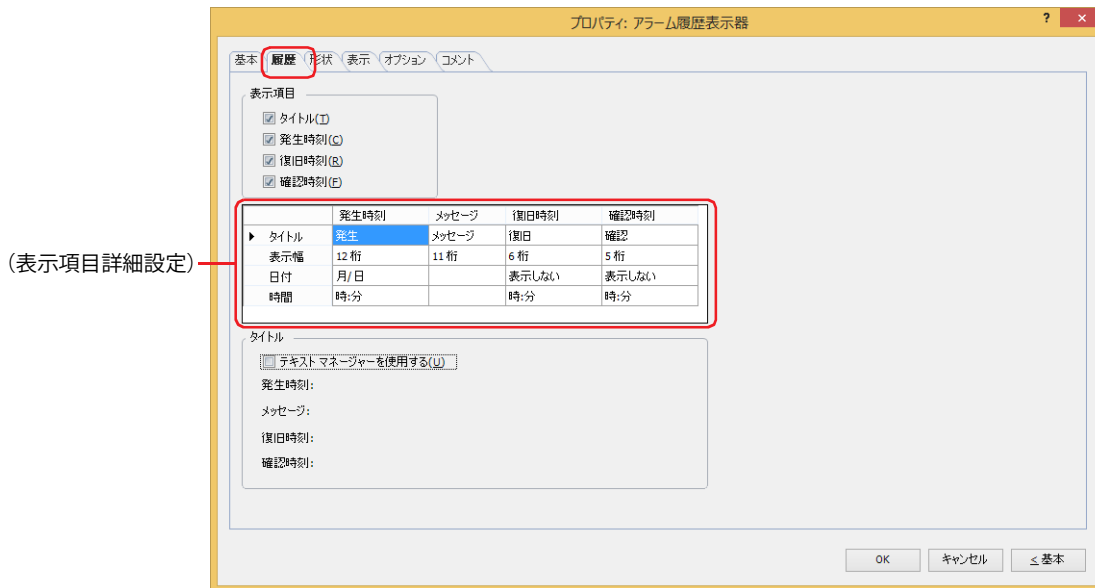 プロパティ: アラーム履歴表示器
? ×
基本 履歴 形状 表示 オプション コメント
表示項目
タイトル(T)
発生時刻(C)
復旧時刻(R)
確認時刻(F)
発生時刻 メッセージ 復旧時刻 確認時刻
タイトル 発生 メッセージ 復旧 確認
表示幅 12桁 11桁 6桁 5桁
日付 月/日 表示しない 表示しない
時間 時:分 時:分 時:分
(表示項目詳細設定)
タイトル
テキスト マネージャーを使用する(U)
発生時刻:
メッセージ:
復旧時刻:
確認時刻:
OK キャンセル <基本